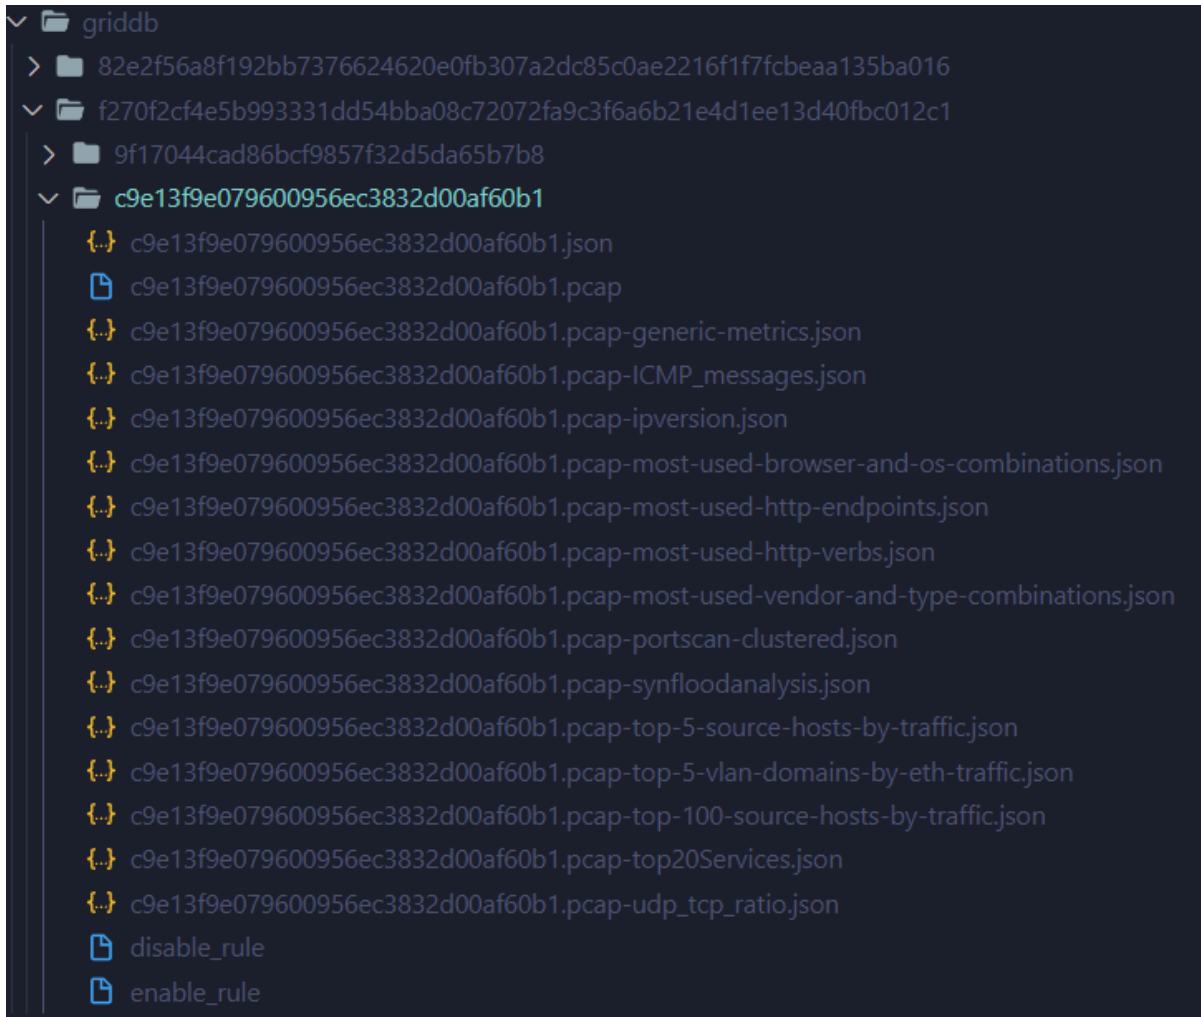 griddb
82e2f56a8f192bb7376624620e0fb307a2dc85c0ae2216f1f7fcbeaa135ba016
f270f2cf4e5b993331dd54bba08c72072fa9c3f6a6b21e4d1ee13d40fbc012c1
9f17044cad86bcf9857f32d5da65b7b8
c9e13f9e079600956ec3832d00af60b1
c9e13f9e079600956ec3832d00af60b1.json
c9e13f9e079600956ec3832d00af60b1.pcap
c9e13f9e079600956ec3832d00af60b1.pcap-generic-metrics.json
c9e13f9e079600956ec3832d00af60b1.pcap-ICMP_messages.json
c9e13f9e079600956ec3832d00af60b1.pcap-ipversion.json
c9e13f9e079600956ec3832d00af60b1.pcap-most-used-browser-and-os-combinations.json
c9e13f9e079600956ec3832d00af60b1.pcap-most-used-http-endpoints.json
c9e13f9e079600956ec3832d00af60b1.pcap-most-used-http-verbs.json
c9e13f9e079600956ec3832d00af60b1.pcap-most-used-vendor-and-type-combinations.json
c9e13f9e079600956ec3832d00af60b1.pcap-portscan-clustered.json
c9e13f9e079600956ec3832d00af60b1.pcap-synfloodanalysis.json
c9e13f9e079600956ec3832d00af60b1.pcap-top-5-source-hosts-by-traffic.json
c9e13f9e079600956ec3832d00af60b1.pcap-top-5-vlan-domains-by-eth-traffic.json
c9e13f9e079600956ec3832d00af60b1.pcap-top-100-source-hosts-by-traffic.json
c9e13f9e079600956ec3832d00af60b1.pcap-top20Services.json
c9e13f9e079600956ec3832d00af60b1.pcap-udp_tcp_ratio.json
disable_rule
enable_rule